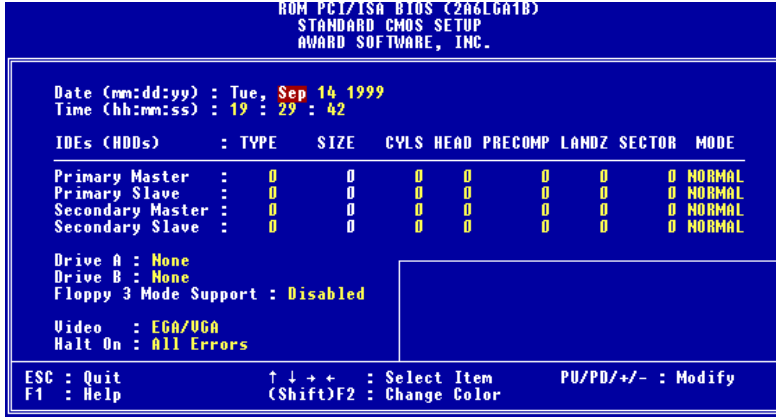 ROM PCI/ISA BIOS (2A6LGA1B)
STANDARD CMOS SETUP
AWARD SOFTWARE, INC.
Date (mm:dd:yy) : Tue, Sep 14 1999
Time (hh:mm:ss) : 19 : 29 : 42
IDEs (HDDs) : TYPE SIZE CYLS HEAD PRECOMP LANDZ SECTOR MODE
Primary Master : 0 0 0 0 0 0 0 NORMAL
Primary Slave : 0 0 0 0 0 0 0 NORMAL
Secondary Master : 0 0 0 0 0 0 0 NORMAL
Secondary Slave : 0 0 0 0 0 0 0 NORMAL
Drive A : None
Drive B : None
Floppy 3 Mode Support : Disabled
Video : EGA/VGA
Halt On : All Errors
ESC : Quit ↑ ↓ → ← : Select Item PU/PD/+/- : Modify
F1 : Help (Shift)F2 : Change Color